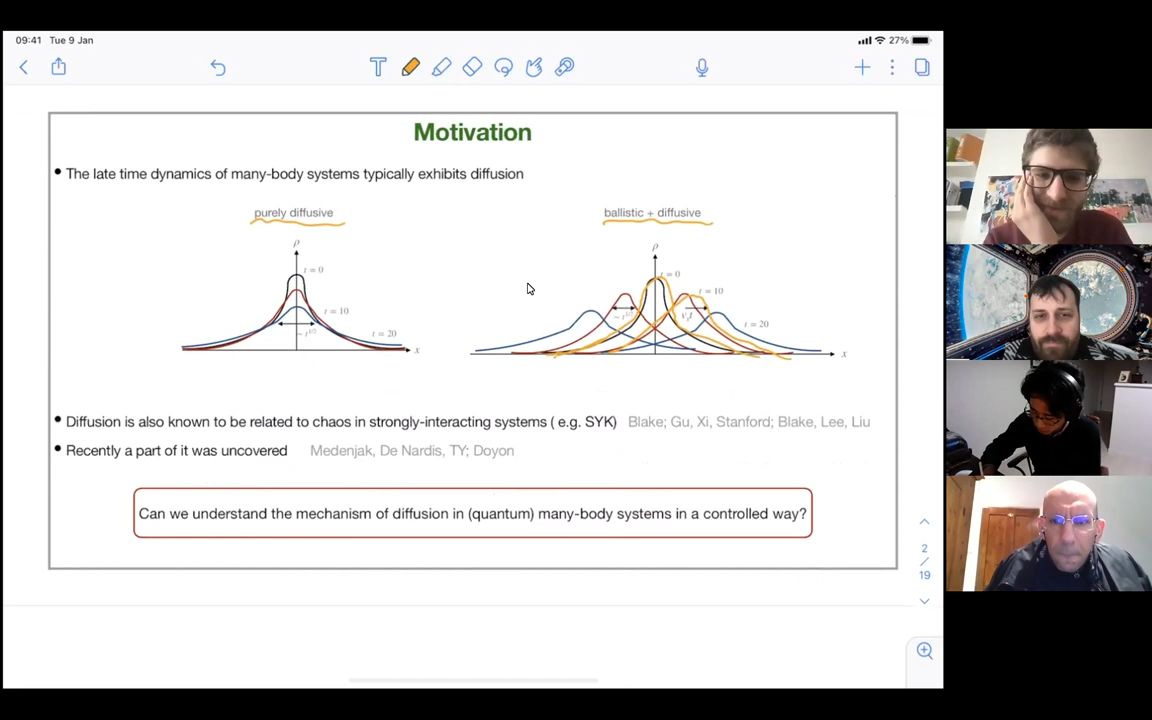 09:41 Tue 9 Jan
27%
T
Motivation
• The late time dynamics of many-body systems typically exhibits diffusion
purely diffusive
ballistic + diffusive
ρ
t = 0
t = 10
t = 20
~ t^{1/2}
x
ρ
t = 0
t = 10
t = 20
~ t^{1/2}
x
• Diffusion is also known to be related to chaos in strongly-interacting systems ( e.g. SYK) Blake; Gu, Xi, Stanford; Blake, Lee, Liu
• Recently a part of it was uncovered Medenjak, De Nardis, TY; Doyon
Can we understand the mechanism of diffusion in (quantum) many-body systems in a controlled way?
2
/
19